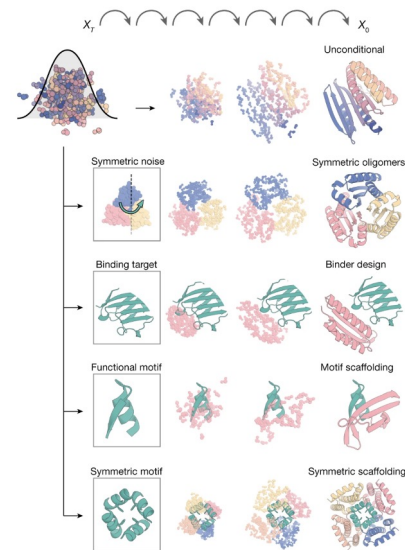 X_T X_0
Unconditional
Symmetric noise Symmetric oligomers
Binding target Binder design
Functional motif Motif scaffolding
Symmetric motif Symmetric scaffolding